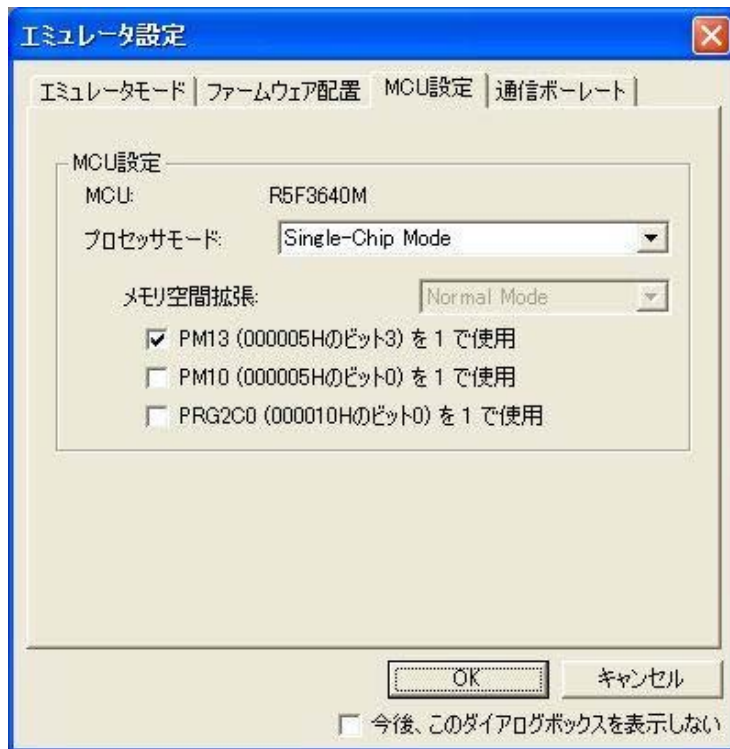 エミュレータ設定
エミュレータモード ファームウェア配置 MCU設定 通信ボーレート
MCU設定
MCU: R5F3640M
プロセッサモード: Single-Chip Mode
メモリ空間拡張: Normal Mode
PM13 (000005Hのビット3) を 1 で使用
PM10 (000005Hのビット0) を 1 で使用
PRG2C0 (000010Hのビット0) を 1 で使用
OK キャンセル
今後、このダイアログボックスを表示しない